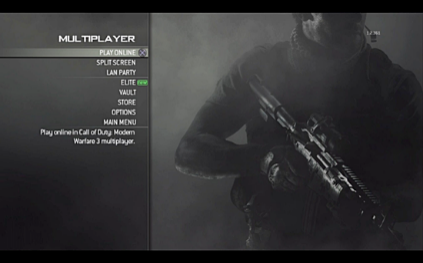 MULTIPLAYER
PLAY ONLINE
SPLIT SCREEN
LAN PARTY
ELITE
VAULT
STORE
OPTIONS
MAIN MENU
Play online in Call of Duty: Modern
Warfare 3 multiplayer.